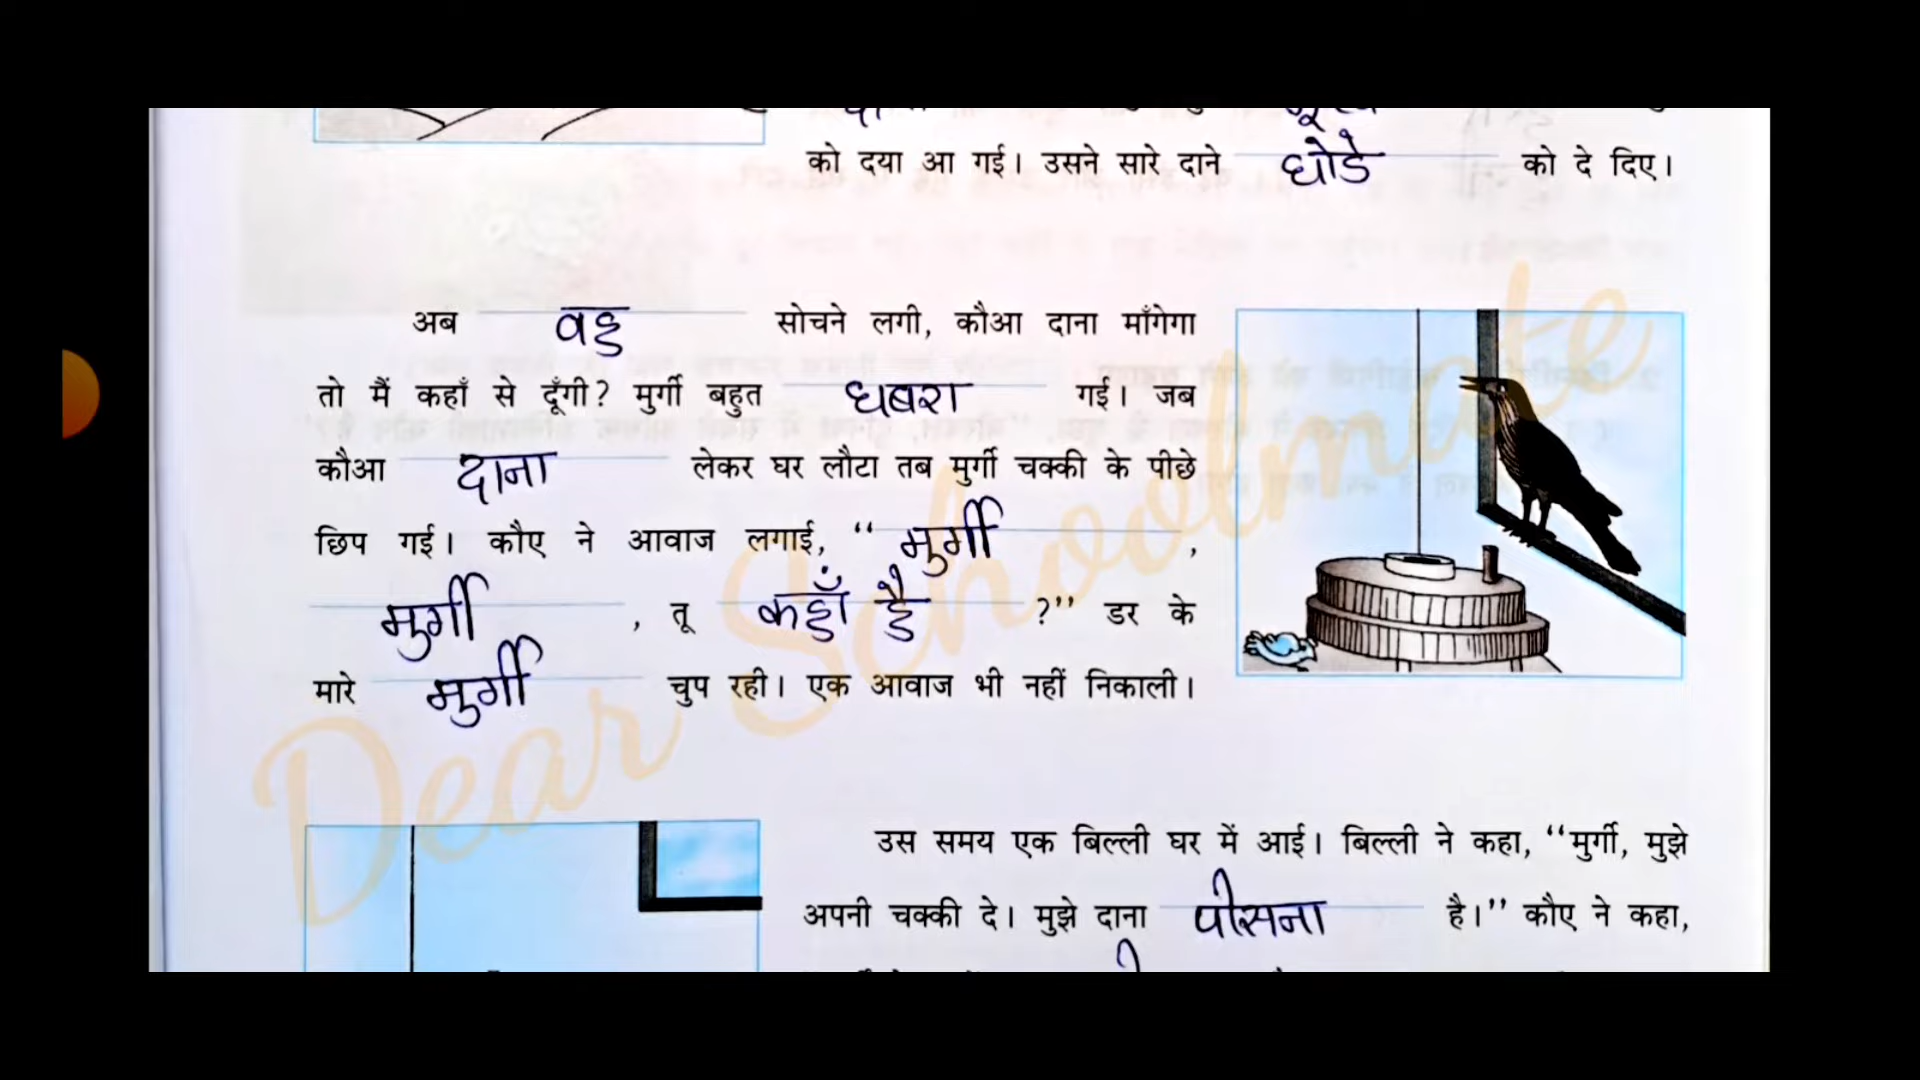 को दया आ गई। उसने सारे दाने घोडे को दे दिए।
अब वह सोचने लगी, कौआ दाना माँगेगा
तो मैं कहाँ से दूँगी? मुर्गी बहुत घबरा गई। जब
कौआ दाना लेकर घर लौटा तब मुर्गी चक्की के पीछे
छिप गई। कौए ने आवाज लगाई, “ मुर्गी ,
मुर्गी , तू कहाँ है ?” डर के
मारे मुर्गी चुप रही। एक आवाज भी नहीं निकाली।
Dear Schoolmate
उस समय एक बिल्ली घर में आई। बिल्ली ने कहा, “मुर्गी, मुझे
अपनी चक्की दे। मुझे दाना पीसना है।” कौए ने कहा,